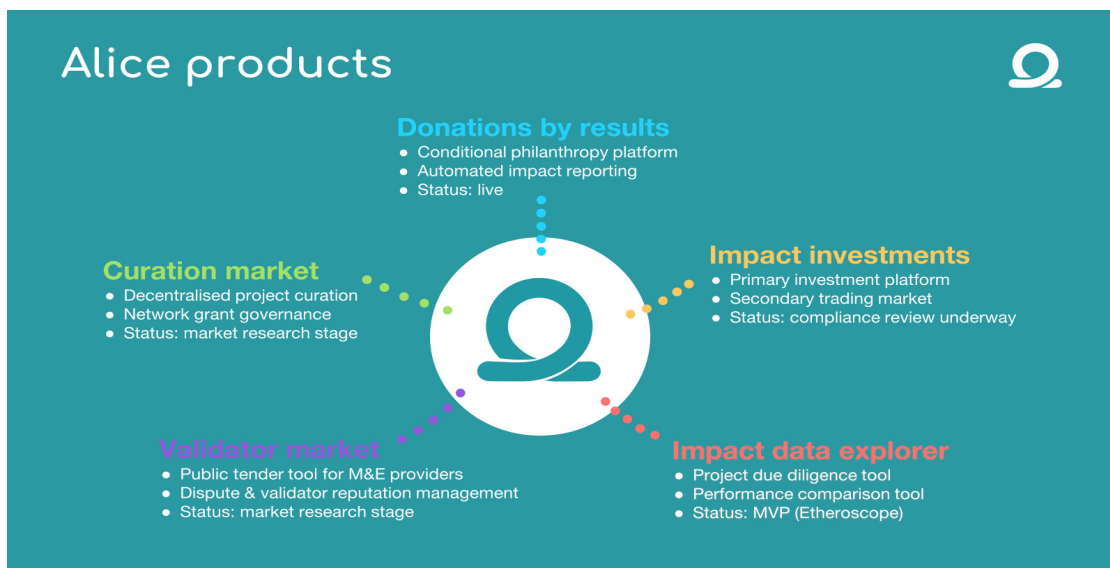 Alice products
Donations by results
● Conditional philanthropy platform
● Automated impact reporting
● Status: live
Curation market
● Decentralised project curation
● Network grant governance
● Status: market research stage
Impact investments
● Primary investment platform
● Secondary trading market
● Status: compliance review underway
Validator market
● Public tender tool for M&E providers
● Dispute & validator reputation management
● Status: market research stage
Impact data explorer
● Project due diligence tool
● Performance comparison tool
● Status: MVP (Etheroscope)